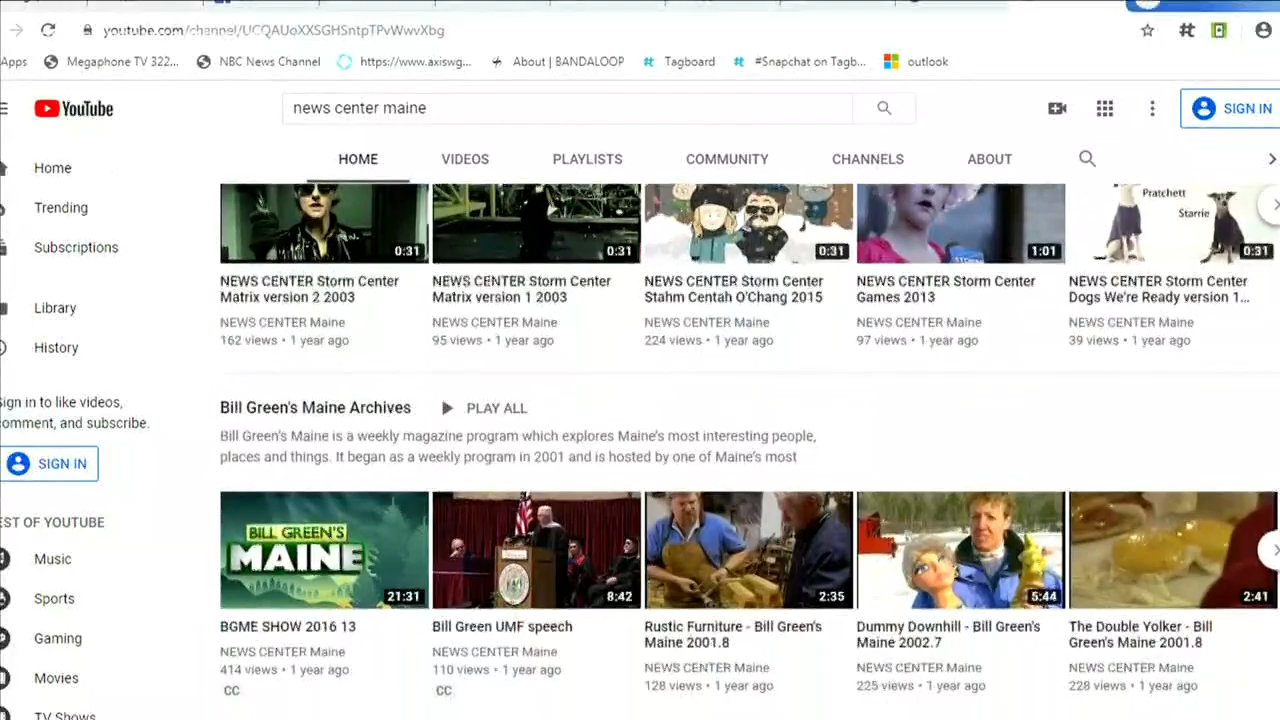 youtube.com/channel/UCQAUoXXSGHSntpTPvWwvXbg
Apps
Megaphone TV 322...
NBC News Channel
https://www.axiswg...
About | BANDALOOP
Tagboard
#Snapchat on Tagb...
outlook
YouTube
news center maine
SIGN IN
HOME
VIDEOS
PLAYLISTS
COMMUNITY
CHANNELS
ABOUT
Home
Trending
Subscriptions
Library
History
Sign in to like videos,
comment, and subscribe.
SIGN IN
EST OF YOUTUBE
Music
Sports
Gaming
Movies
TV Shows
0:31
NEWS CENTER Storm Center
Matrix version 2 2003
NEWS CENTER Maine
162 views • 1 year ago
0:31
NEWS CENTER Storm Center
Matrix version 1 2003
NEWS CENTER Maine
95 views • 1 year ago
0:31
NEWS CENTER Storm Center
Stahm Centah O'Chang 2015
NEWS CENTER Maine
224 views • 1 year ago
1:01
NEWS CENTER Storm Center
Games 2013
NEWS CENTER Maine
97 views • 1 year ago
Pratchett
Starrie
0:31
NEWS CENTER Storm Center
Dogs We're Ready version 1...
NEWS CENTER Maine
39 views • 1 year ago
Bill Green's Maine Archives
PLAY ALL
Bill Green's Maine is a weekly magazine program which explores Maine's most interesting people,
places and things. It began as a weekly program in 2001 and is hosted by one of Maine's most
BILL GREEN'S
MAINE
21:31
BGME SHOW 2016 13
NEWS CENTER Maine
414 views • 1 year ago
CC
8:42
Bill Green UMF speech
NEWS CENTER Maine
110 views • 1 year ago
CC
2:35
Rustic Furniture - Bill Green's
Maine 2001.8
NEWS CENTER Maine
128 views • 1 year ago
5:44
Dummy Downhill - Bill Green's
Maine 2002.7
NEWS CENTER Maine
225 views • 1 year ago
2:41
The Double Yolker - Bill
Green's Maine 2001.8
NEWS CENTER Maine
228 views • 1 year ago